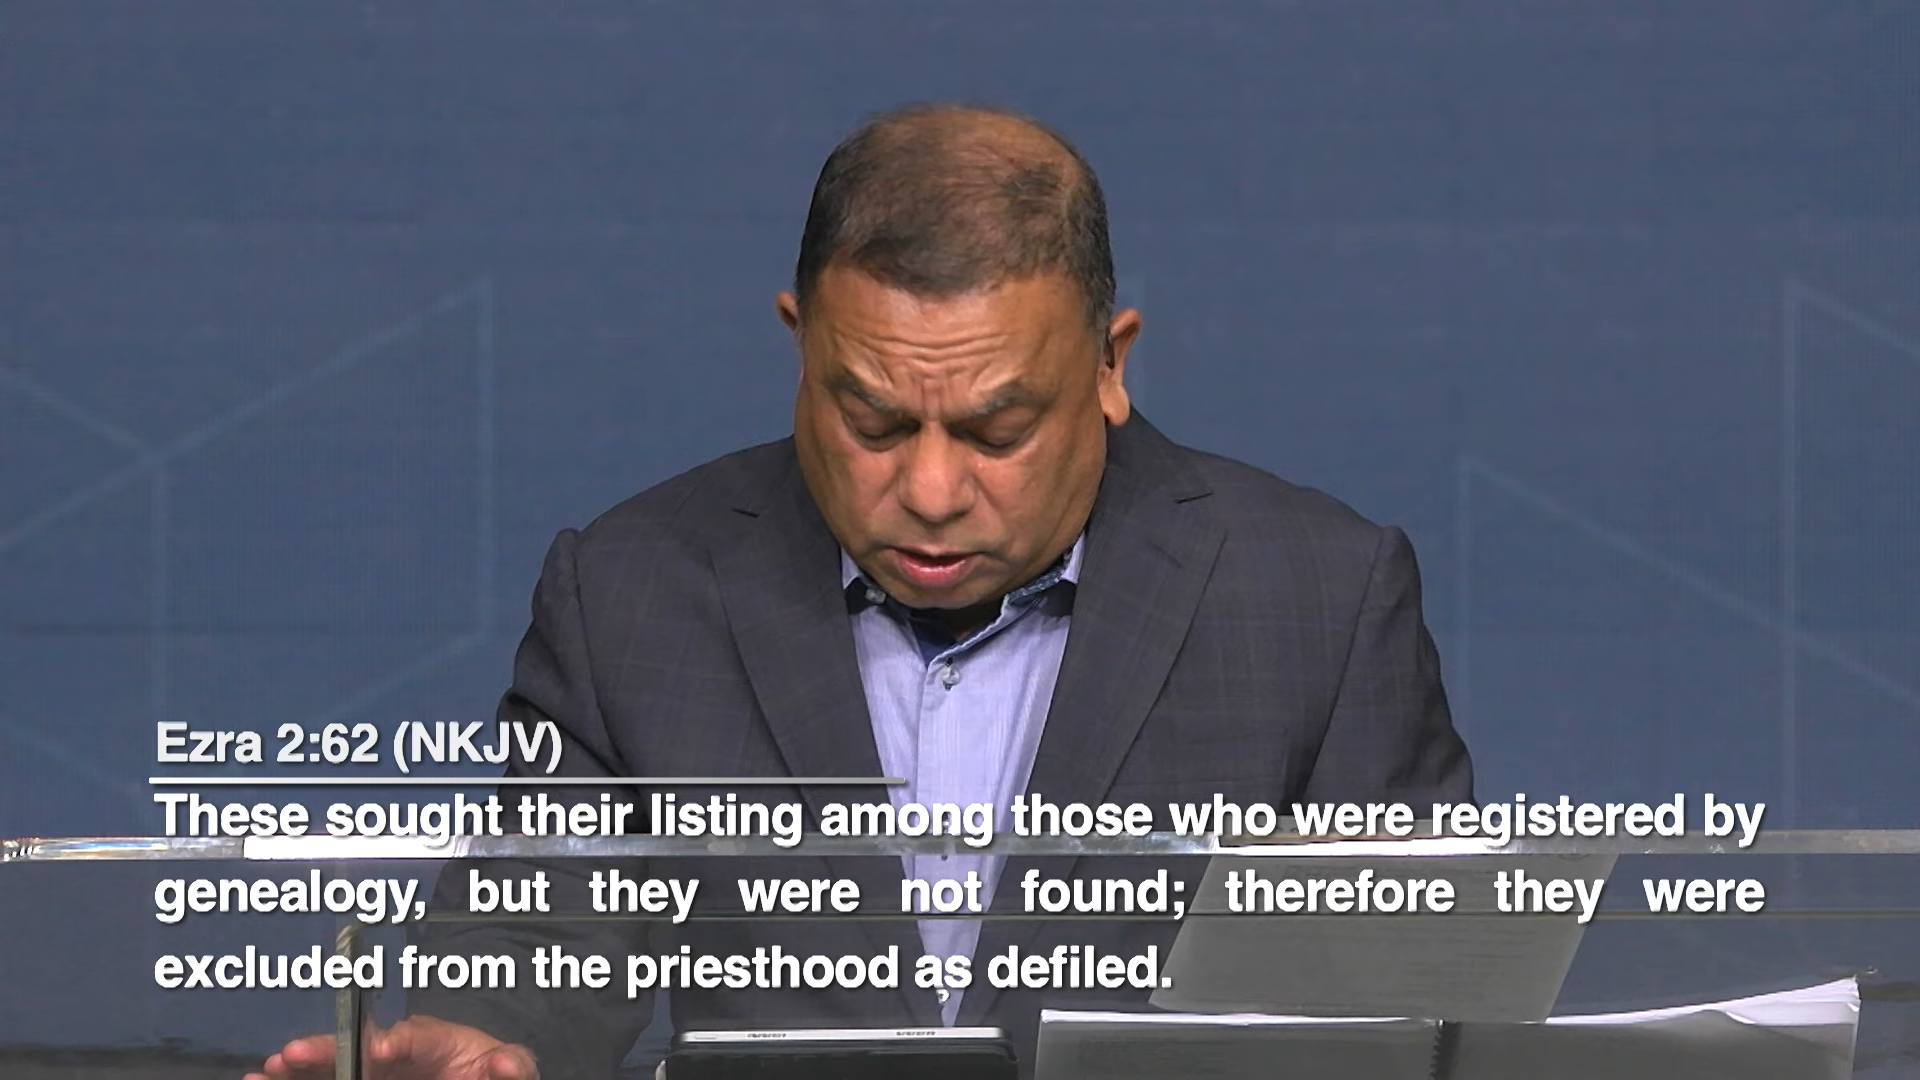 Ezra 2:62 (NKJV)
These sought their listing among those who were registered by
genealogy, but they were not found; therefore they were
excluded from the priesthood as defiled.